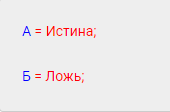 А = Истина;
Б = Ложь;